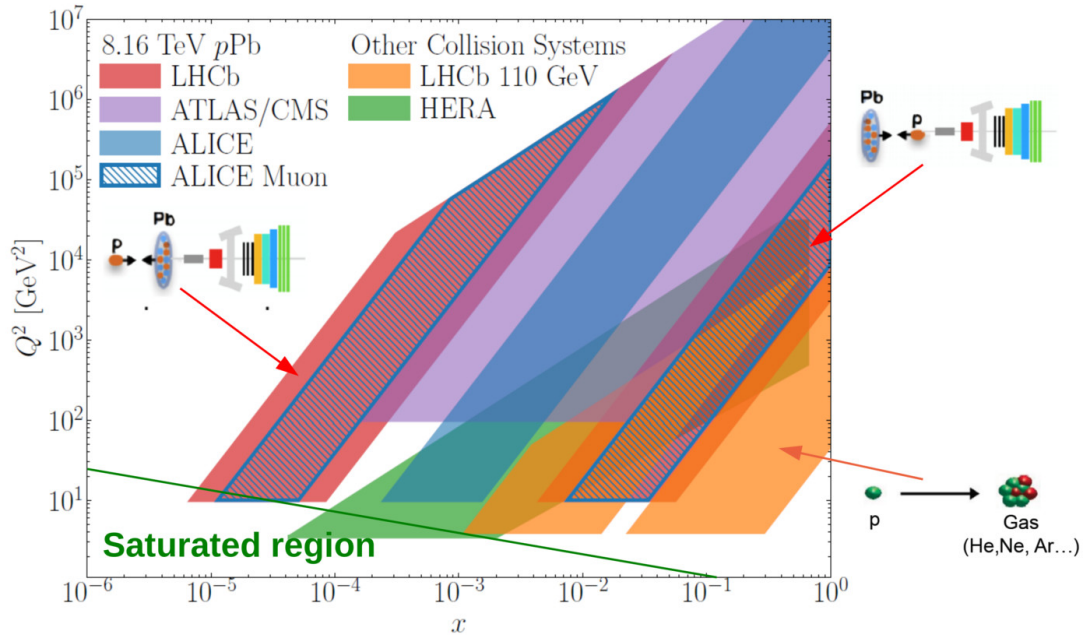 8.16 TeV pPb
LHCb
ATLAS/CMS
ALICE
ALICE Muon
Other Collision Systems
LHCb 110 GeV
HERA
Pb
p
p
Pb
Saturated region
p
Gas
(He,Ne, Ar...)
10⁷
10⁶
10⁵
10⁴
10³
10²
10¹
Q² [GeV²]
10⁻⁶
10⁻⁵
10⁻⁴
10⁻³
10⁻²
10⁻¹
10⁰
x